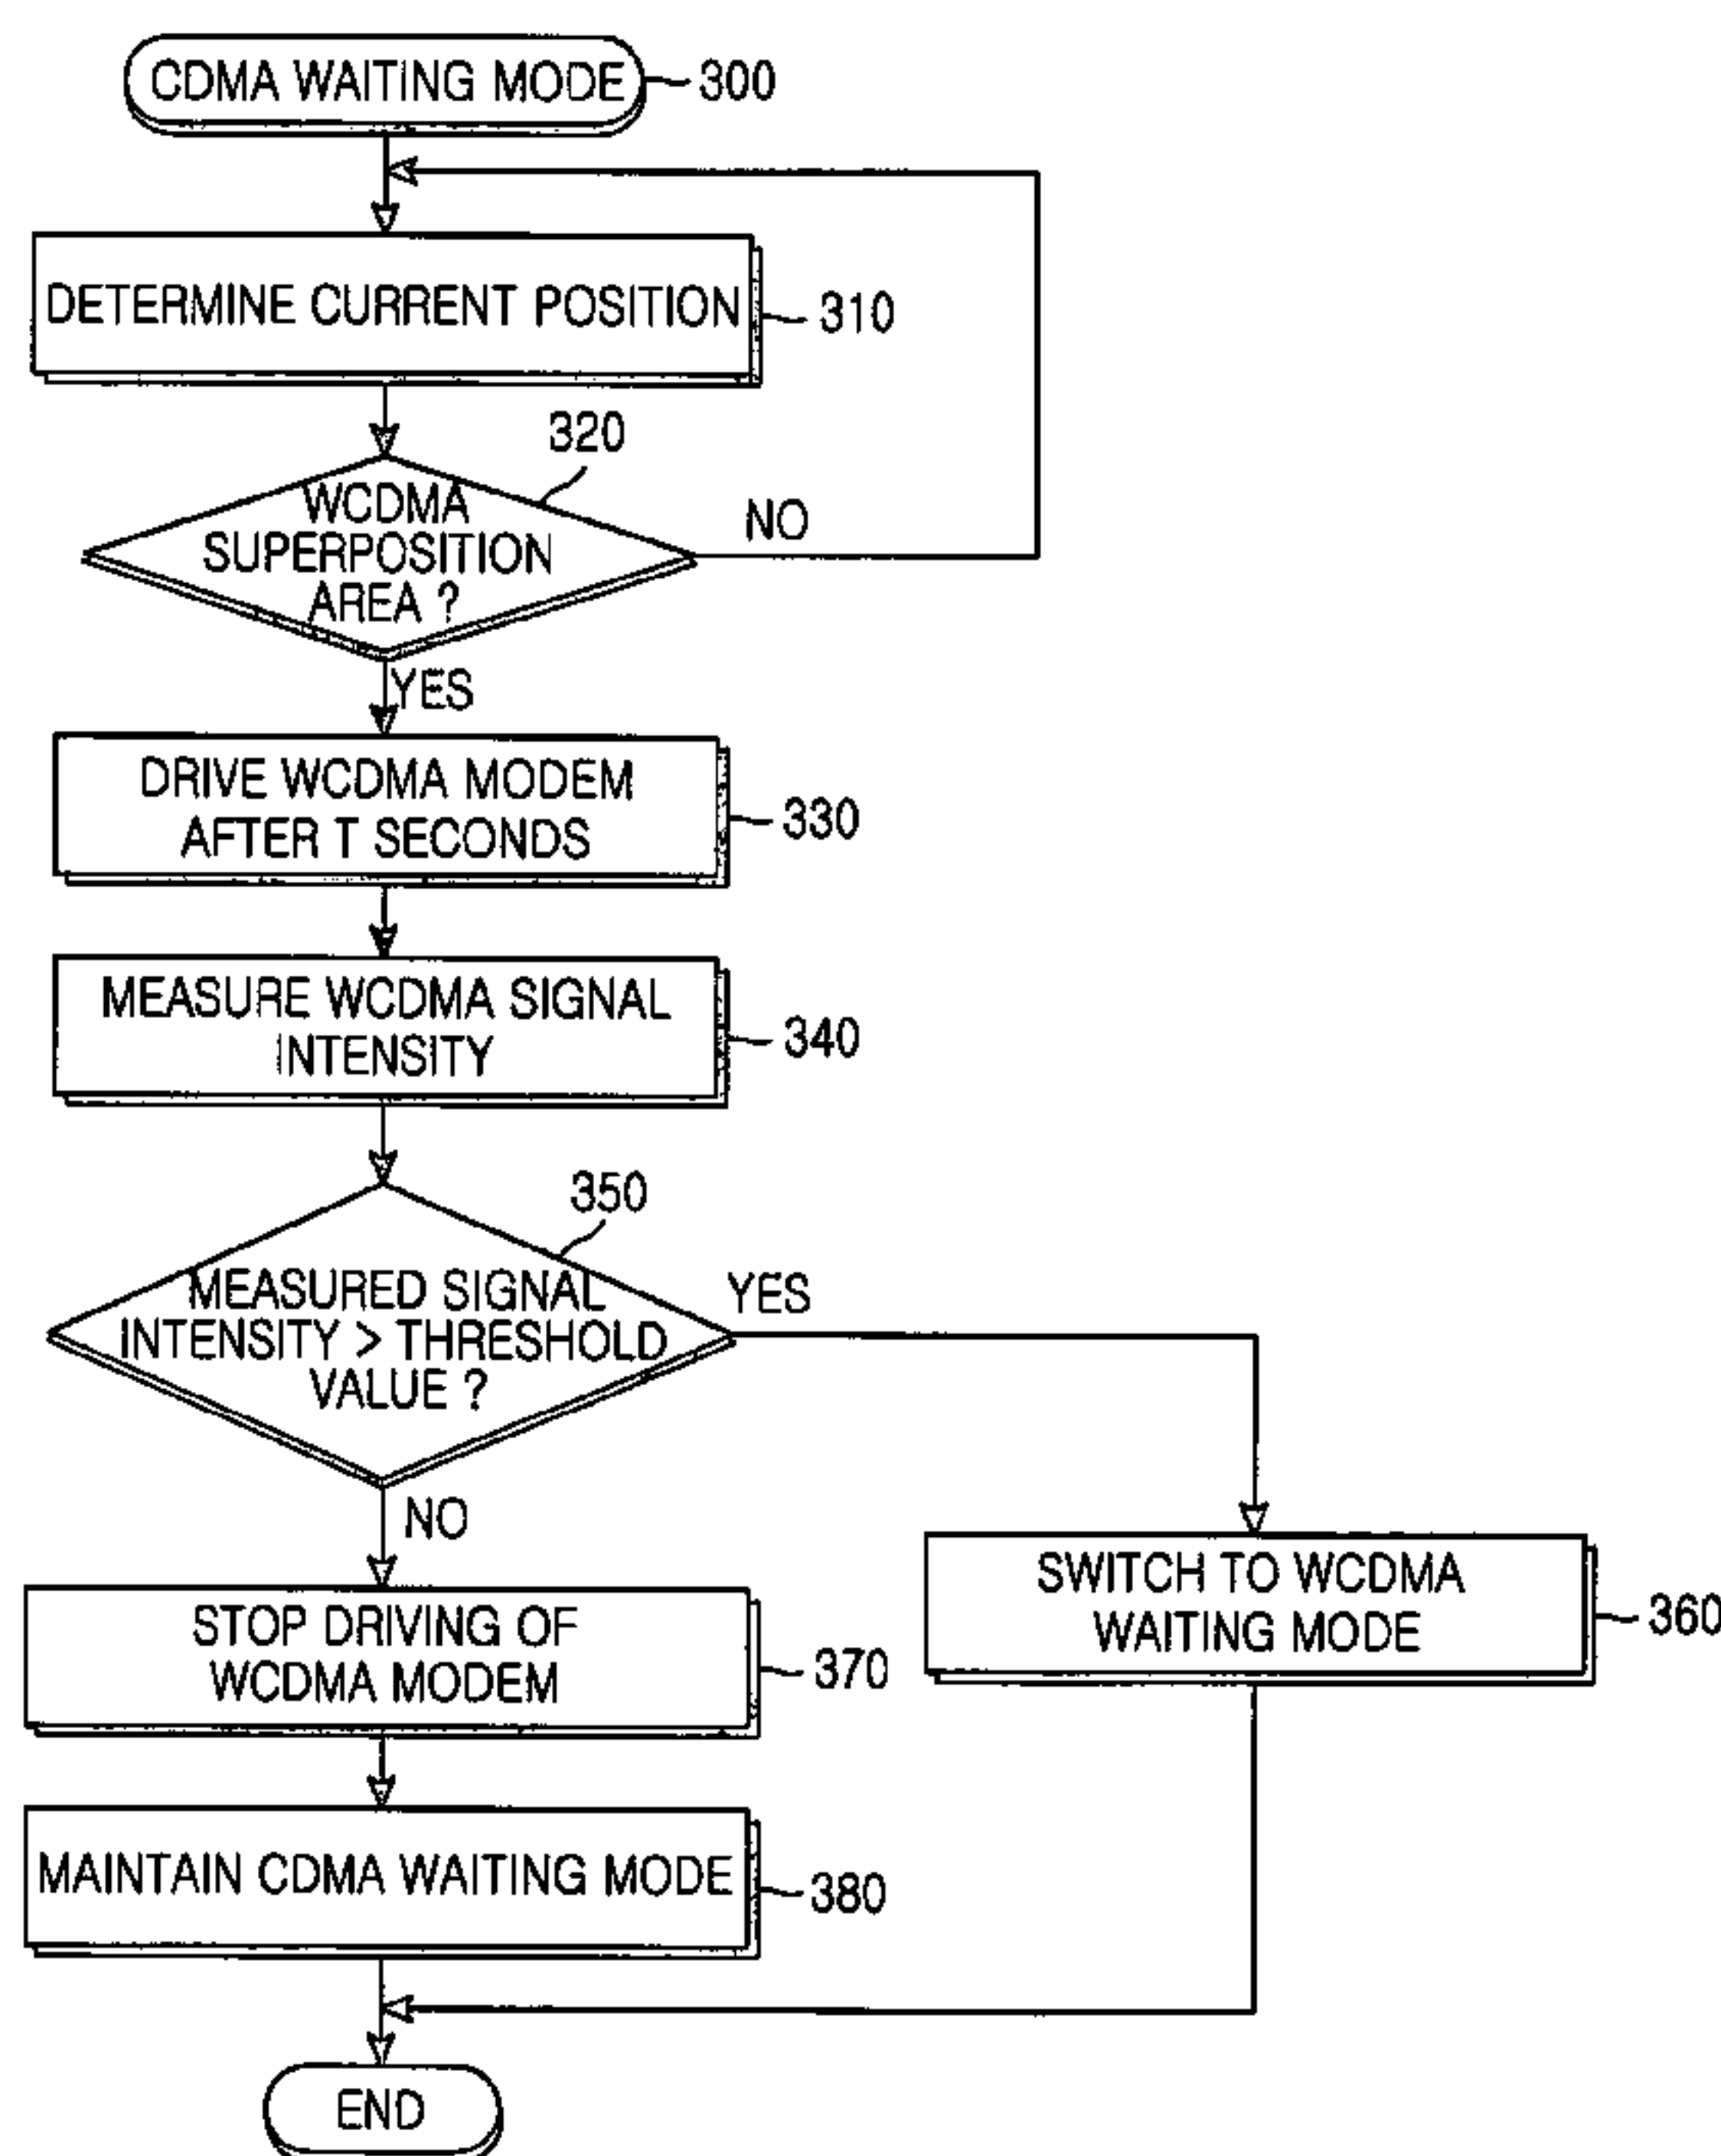 CDMA WAITING MODE
300
DETERMINE CURRENT POSITION
310
320
WCDMA
SUPERPOSITION
AREA ?
NO
YES
DRIVE WCDMA MODEM
AFTER T SECONDS
330
MEASURE WCDMA SIGNAL
INTENSITY
340
350
MEASURED SIGNAL
INTENSITY > THRESHOLD
VALUE ?
YES
NO
SWITCH TO WCDMA
WAITING MODE
360
STOP DRIVING OF
WCDMA MODEM
370
MAINTAIN CDMA WAITING MODE
380
END